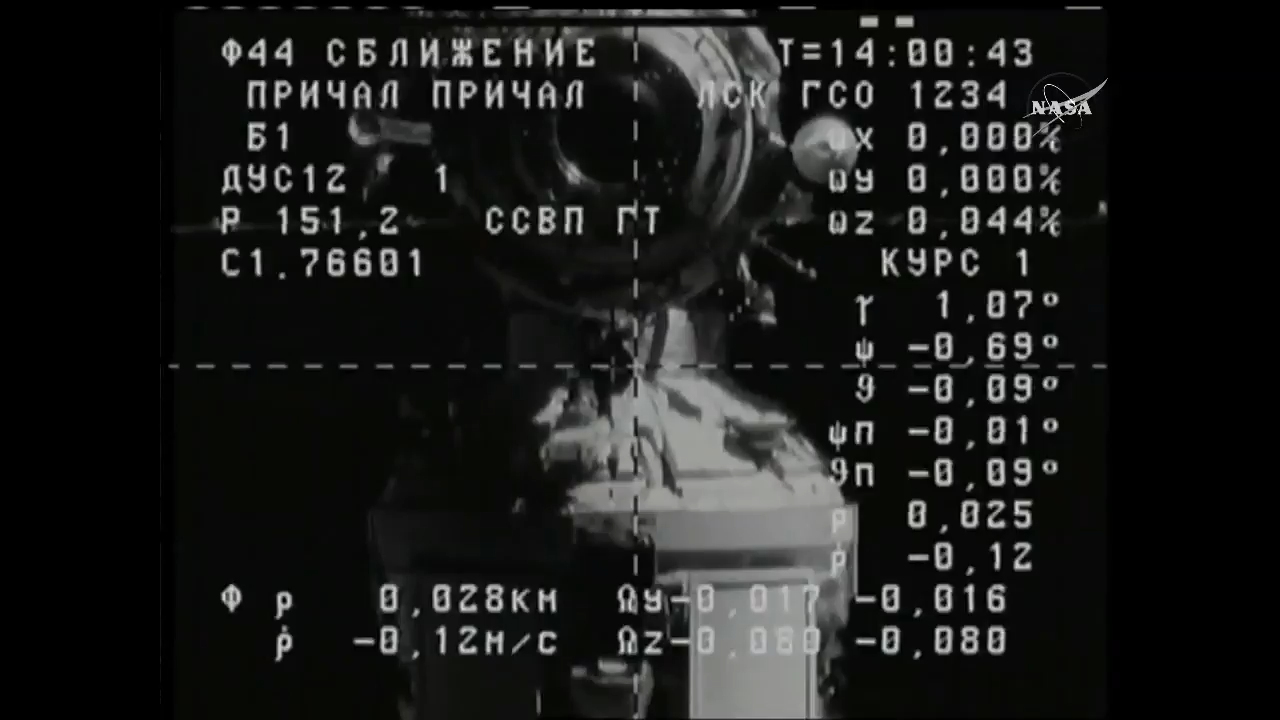 Ф44 СБЛИЖЕНИЕ T=14:00:43
ПРИЧАЛ ПРИЧАЛ ЛСК ГСО 1234
NASA
Б1 ωX 0,000%
ДУС12 1 ωУ 0,000%
Р 151,2 ССВП ГТ ωZ 0,044%
С1.76601 КУРС 1
γ 1,07°
ψ -0,69°
ϑ -0,09°
ψП -0,01°
ϑП -0,09°
ρ 0,025
ρ̇ -0,12
Ф ρ 0,028КМ ΩУ-0,017 -0,016
ρ̇ -0,12М/С ΩZ-0,080 -0,080